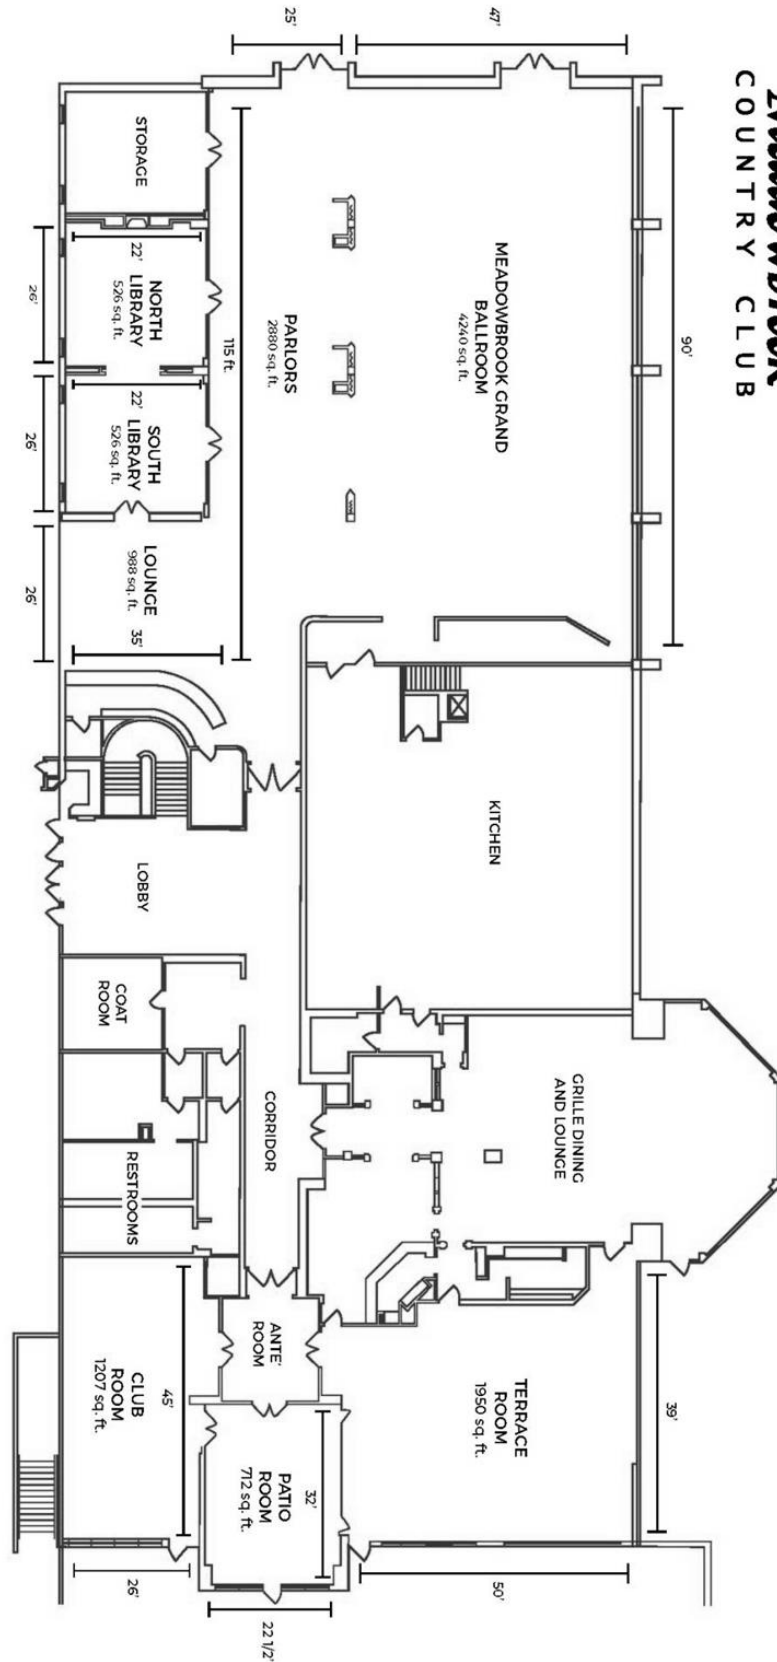 Meadowbrook
COUNTRY CLUB
47'
25'
90'
MEADOWBROOK GRAND
BALLROOM
4240 sq. ft.
PARLORS
2880 sq. ft.
115 ft.
STORAGE
22'
NORTH
LIBRARY
526 sq. ft.
26'
22'
SOUTH
LIBRARY
526 sq. ft.
26'
LOUNGE
988 sq. ft.
35'
26'
KITCHEN
LOBBY
COAT
ROOM
CORRIDOR
RESTROOMS
GRILLE DINING
AND LOUNGE
ANTE'
ROOM
TERRACE
ROOM
1950 sq. ft.
39'
50'
CLUB
ROOM
1207 sq. ft.
45'
26'
PATIO
ROOM
712 sq. ft.
32'
22 1/2'